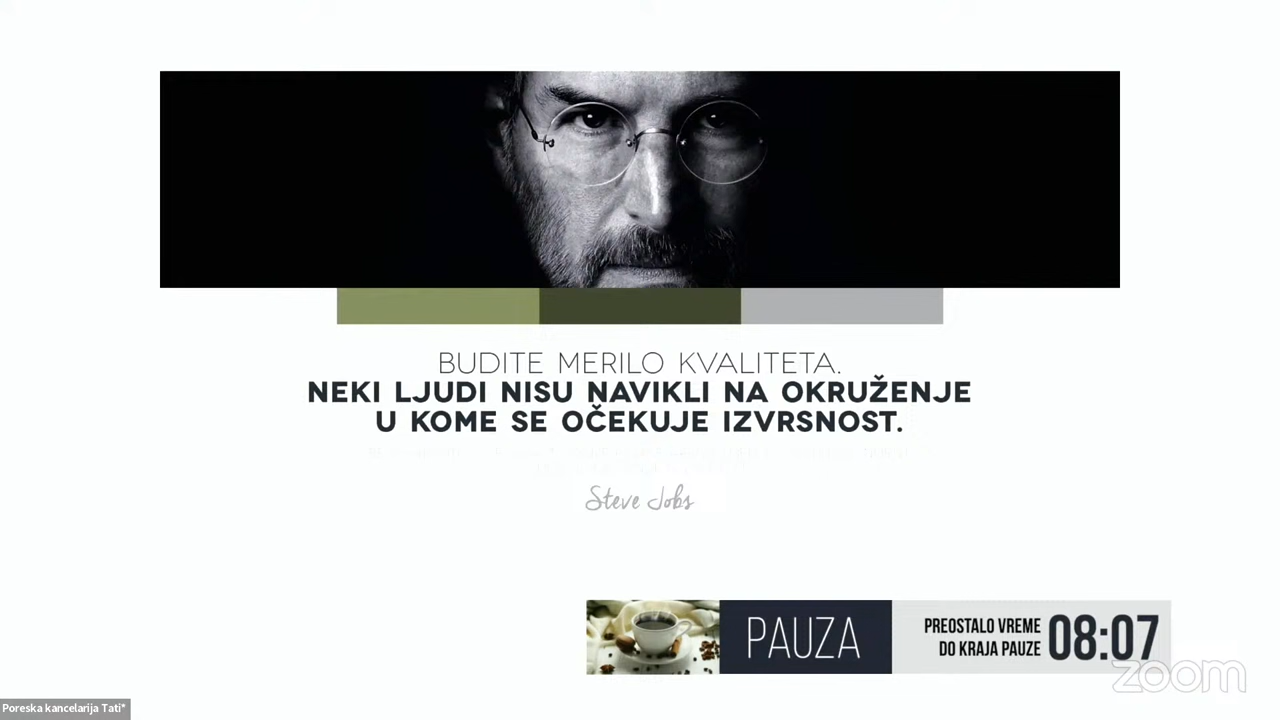 BUDITE MERILO KVALITETA.
NEKI LJUDI NISU NAVIKLI NA OKRUŽENJE
U KOME SE OČEKUJE IZVRSNOST.
Steve Jobs
PAUZA
PREOSTALO VREME
DO KRAJA PAUZE
08:07
zoom
Poreska kancelarija Tati*